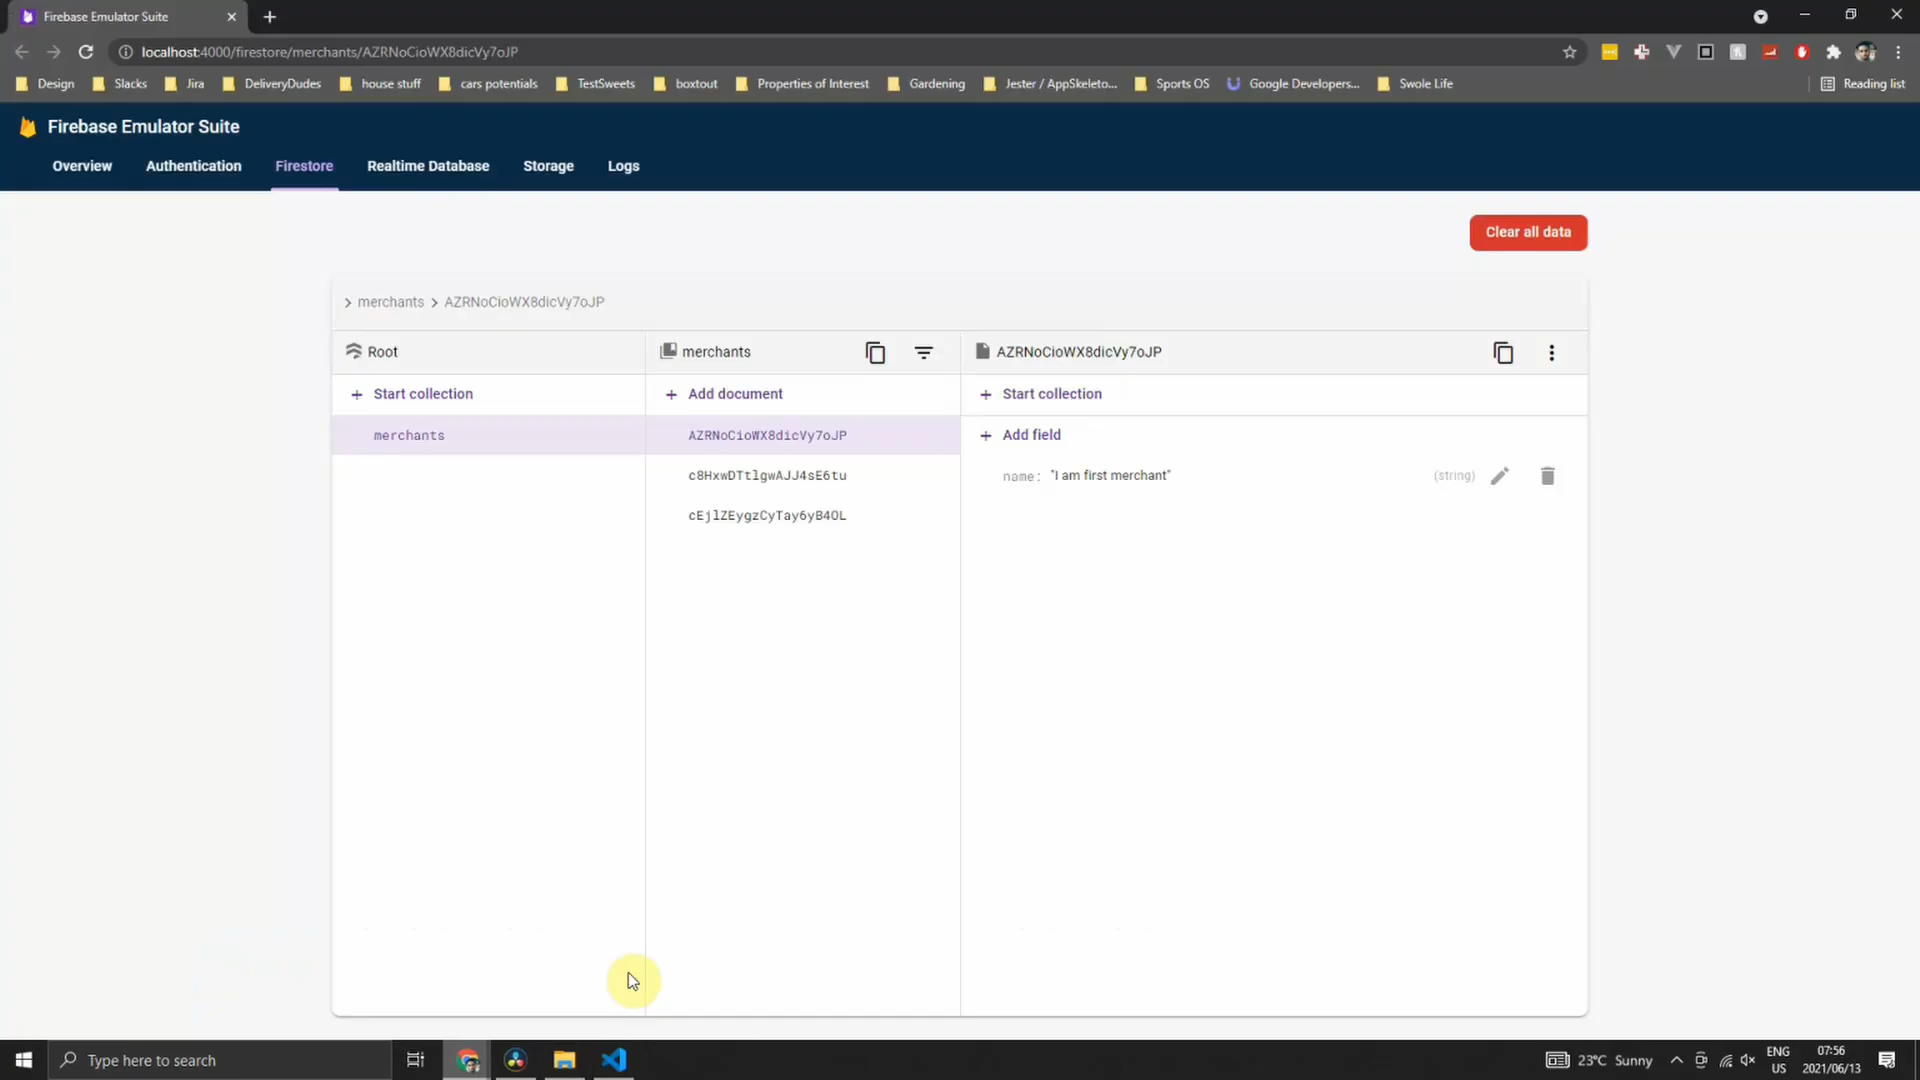 Firebase Emulator Suite
localhost:4000/firestore/merchants/AZRNoCioWX8dicVy7oJP
Design Slacks Jira DeliveryDudes house stuff cars potentials TestSweets boxtout Properties of Interest Gardening Jester / AppSkeleto... Sports OS Google Developers... Swole Life Reading list
Firebase Emulator Suite
Overview Authentication Firestore Realtime Database Storage Logs
Clear all data
merchants AZRNoCioWX8dicVy7oJP
Root merchants AZRNoCioWX8dicVy7oJP
Start collection Add document Start collection
merchants AZRNoCioWX8dicVy7oJP Add field
c8HxwDTtlgwAJJ4sE6tu name: "I am first merchant" (string)
cEjlZEygzCyTay6yB4OL
Type here to search 23°C Sunny ENG US 07:56 2021/06/13